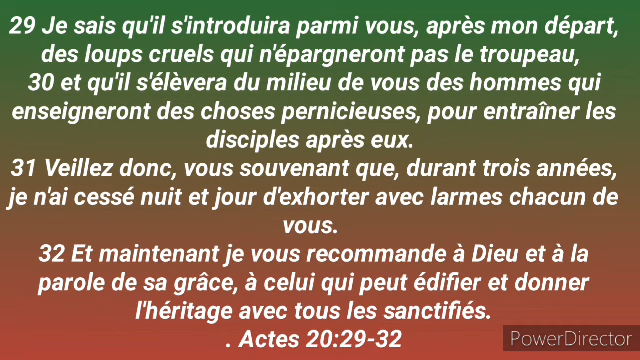 29 Je sais qu'il s'introduira parmi vous, après mon départ,
des loups cruels qui n'épargneront pas le troupeau,
30 et qu'il s'élèvera du milieu de vous des hommes qui
enseigneront des choses pernicieuses, pour entraîner les
disciples après eux.
31 Veillez donc, vous souvenant que, durant trois années,
je n'ai cessé nuit et jour d'exhorter avec larmes chacun de
vous.
32 Et maintenant je vous recommande à Dieu et à la
parole de sa grâce, à celui qui peut édifier et donner
l'héritage avec tous les sanctifiés.
. Actes 20:29-32
PowerDirector